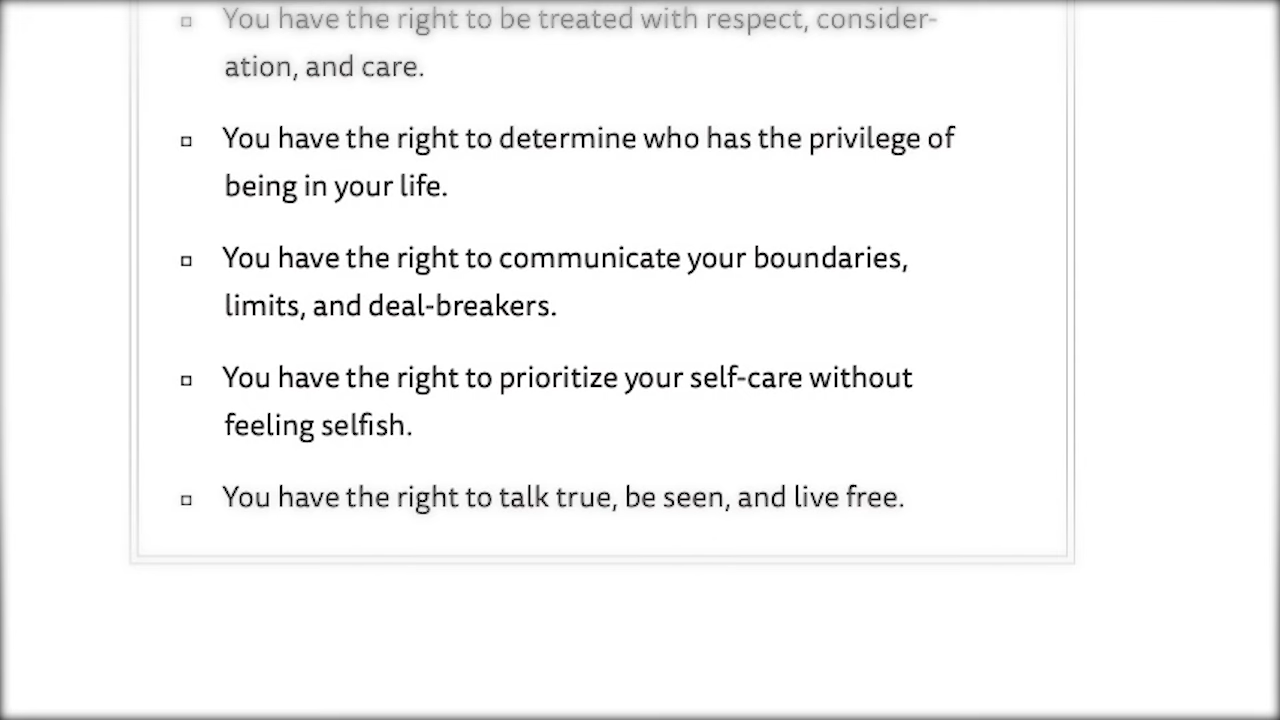 You have the right to be treated with respect, consider-
ation, and care.
You have the right to determine who has the privilege of
being in your life.
You have the right to communicate your boundaries,
limits, and deal-breakers.
You have the right to prioritize your self-care without
feeling selfish.
You have the right to talk true, be seen, and live free.